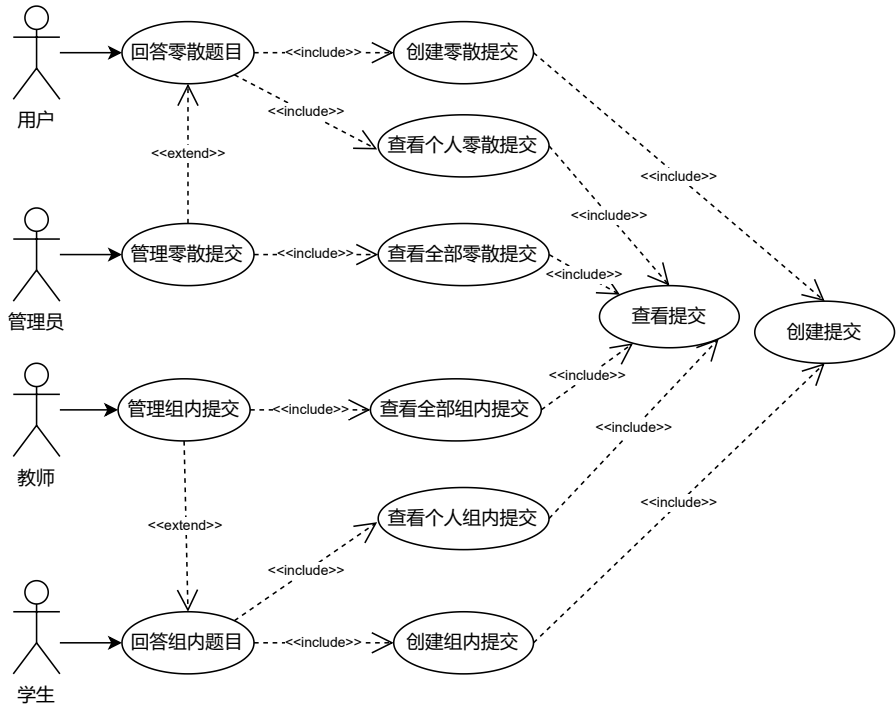 回答零散题目
<<include>>
创建零散提交
用户
<<include>>
查看个人零散提交
<<extend>>
<<include>>
<<include>>
管理零散提交
<<include>>
查看全部零散提交
<<include>>
管理员
查看提交
创建提交
管理组内提交
<<include>>
查看全部组内提交
<<include>>
教师
<<include>>
<<extend>>
查看个人组内提交
<<include>>
<<include>>
回答组内题目
<<include>>
创建组内提交
学生